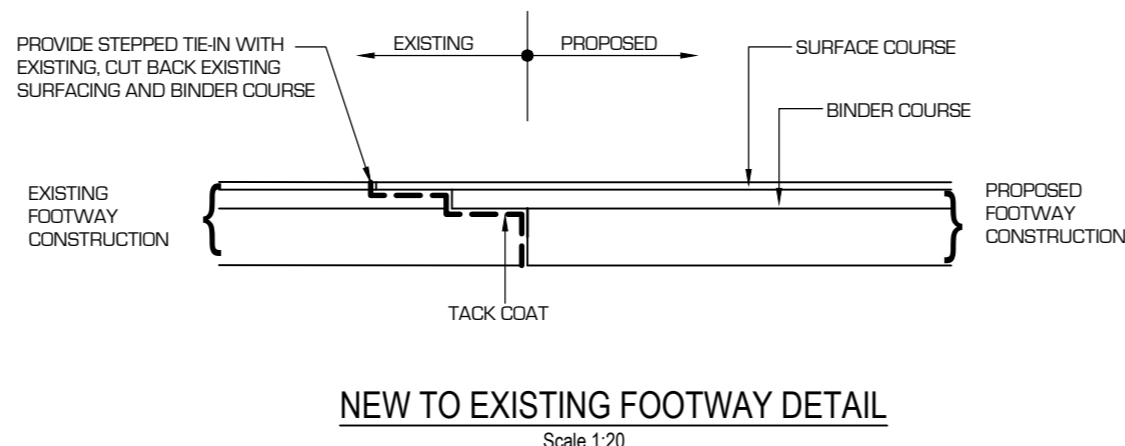 PROVIDE STEPPED TIE-IN WITH
EXISTING, CUT BACK EXISTING
SURFACING AND BINDER COURSE
EXISTING
PROPOSED
SURFACE COURSE
BINDER COURSE
EXISTING
FOOTWAY
CONSTRUCTION
PROPOSED
FOOTWAY
CONSTRUCTION
TACK COAT
NEW TO EXISTING FOOTWAY DETAIL
Scale 1:20